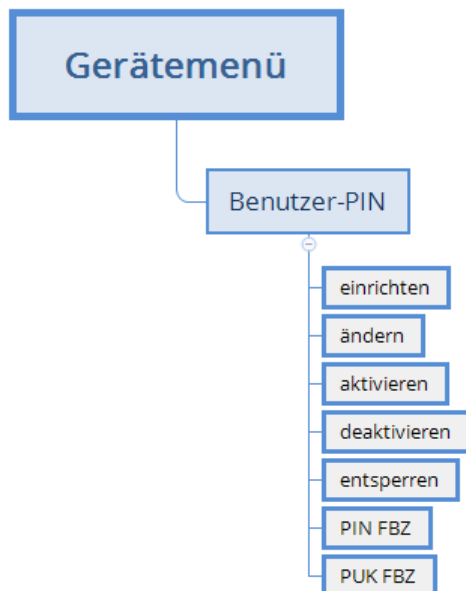 Gerätemenü
Benutzer-PIN
einrichten
ändern
aktivieren
deaktivieren
entsperren
PIN FBZ
PUK FBZ